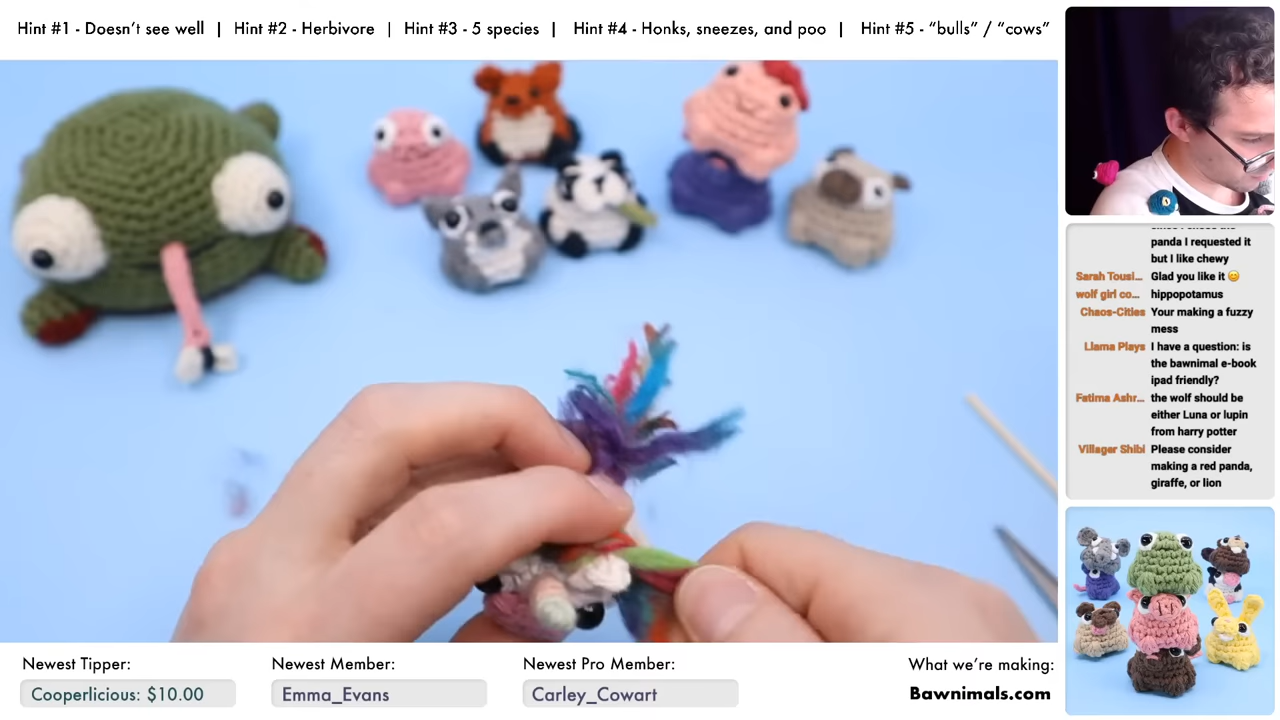 Hint #1 - Doesn't see well | Hint #2 - Herbivore | Hint #3 - 5 species | Hint #4 - Honks, sneezes, and poo | Hint #5 - “bulls” / “cows”
panda I requested it
but I like chewy
Sarah Tousi... Glad you like it 😊
wolf girl co... hippopotamus
Chaos-Cities Your making a fuzzy
mess
Llama Plays I have a question: is
the bawnimal e-book
ipad friendly?
Fatima Ashr... the wolf should be
either Luna or lupin
from harry potter
Villager Shibi Please consider
making a red panda,
giraffe, or lion
Newest Tipper:
Cooperlicious: $10.00
Newest Member:
Emma_Evans
Newest Pro Member:
Carley_Cowart
What we're making:
Bawnimals.com